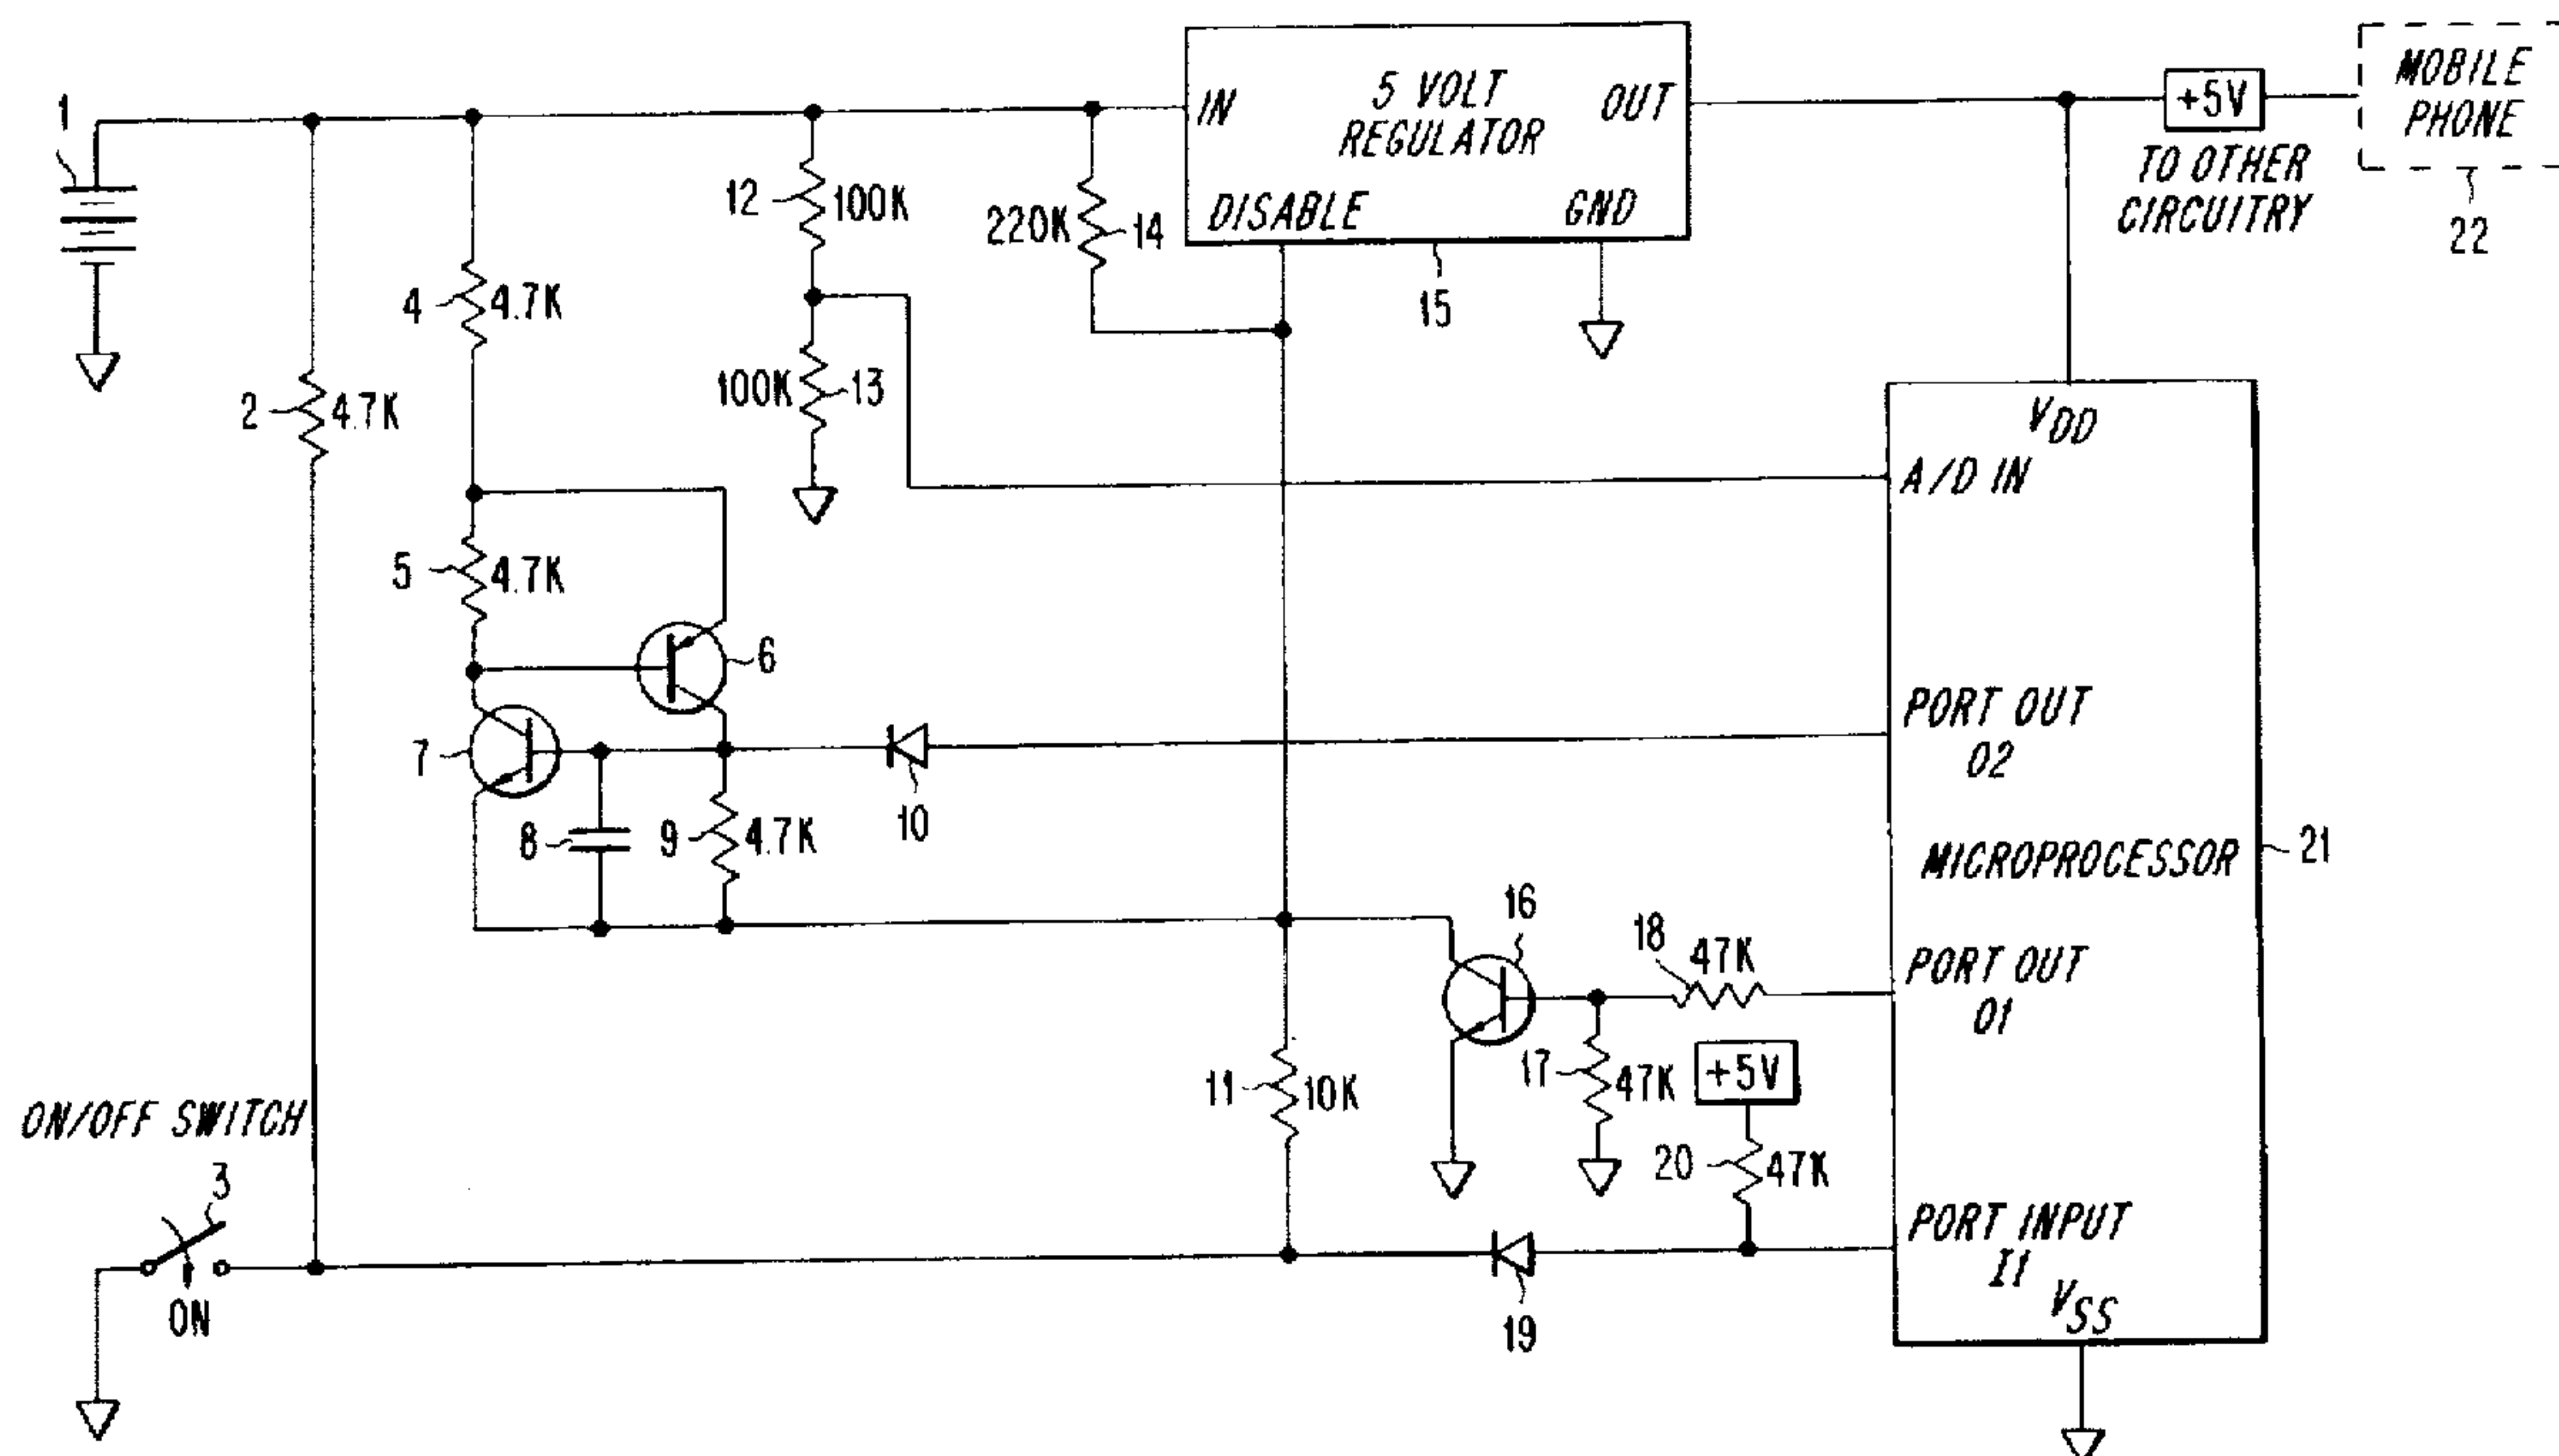 1
2
4.7K
ON/OFF SWITCH
3
ON
4
4.7K
5
4.7K
6
7
8
9
4.7K
10
12
100K
100K
13
220K
14
IN
5 VOLT
REGULATOR
OUT
DISABLE
GND
15
+5V
TO OTHER
CIRCUITRY
MOBILE
PHONE
22
VDD
A/D IN
PORT OUT
02
MICROPROCESSOR
21
PORT OUT
01
PORT INPUT
I1
VSS
11
10K
16
18
47K
17
47K
+5V
20
47K
19